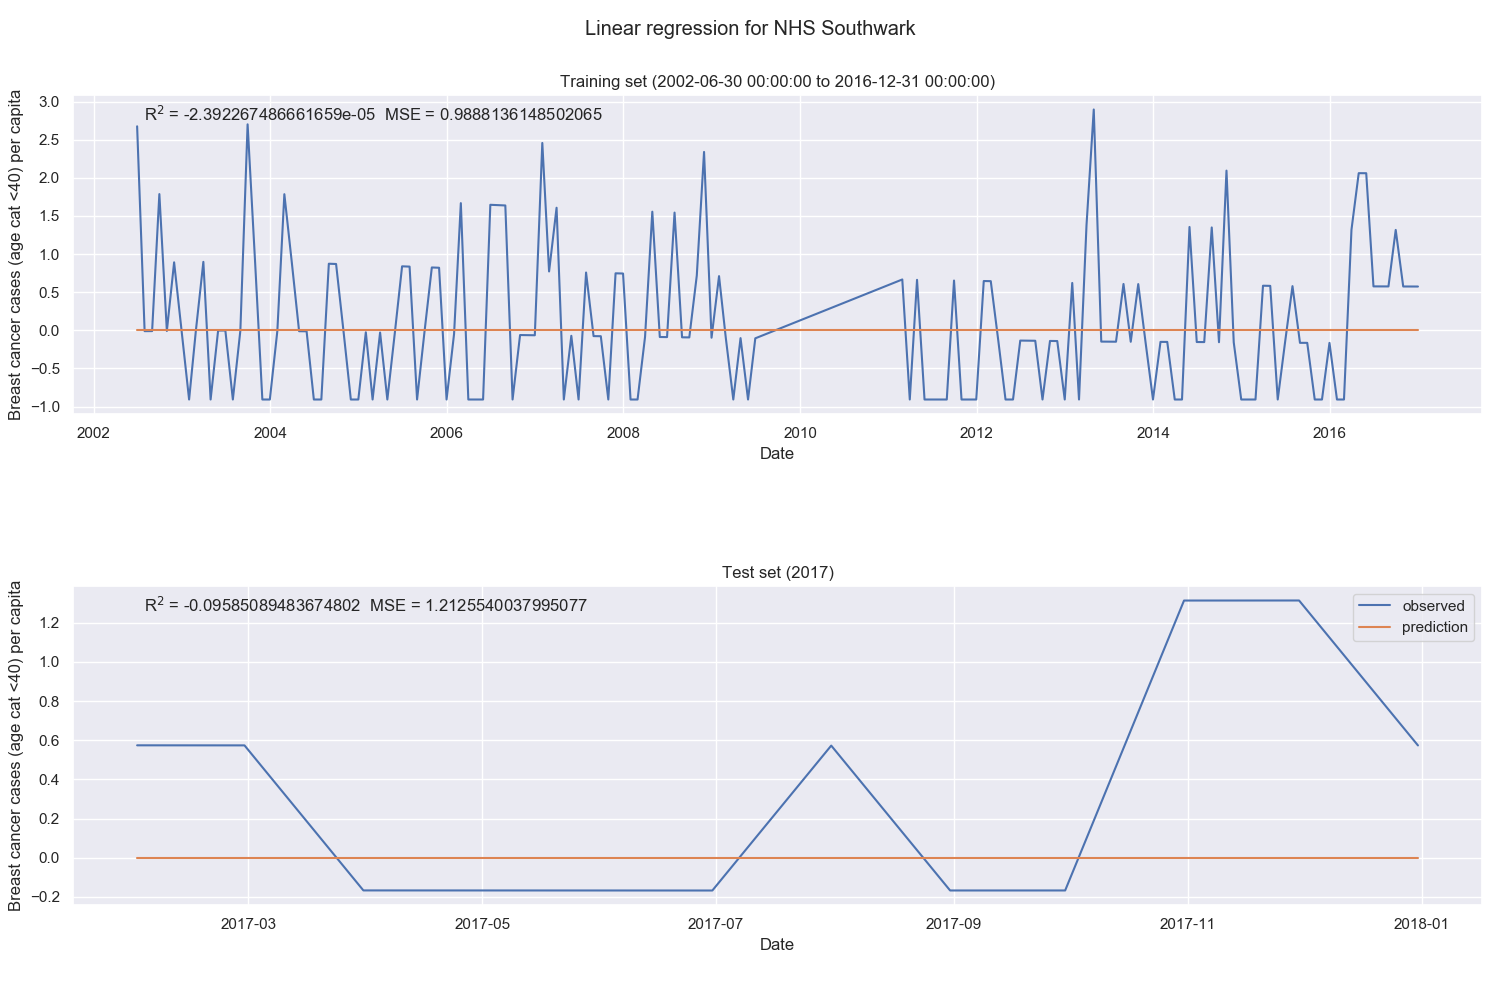 Linear regression for NHS Southwark
Training set (2002-06-30 00:00:00 to 2016-12-31 00:00:00)
R² = -2.392267486661659e-05 MSE = 0.9888136148502065
Breast cancer cases (age cat <40) per capita
3.0
2.5
2.0
1.5
1.0
0.5
0.0
−0.5
−1.0
2002
2004
2006
2008
2010
2012
2014
2016
Date
Test set (2017)
R² = -0.09585089483674802 MSE = 1.2125540037995077
observed
prediction
Breast cancer cases (age cat <40) per capita
1.2
1.0
0.8
0.6
0.4
0.2
0.0
−0.2
2017-03
2017-05
2017-07
2017-09
2017-11
2018-01
Date